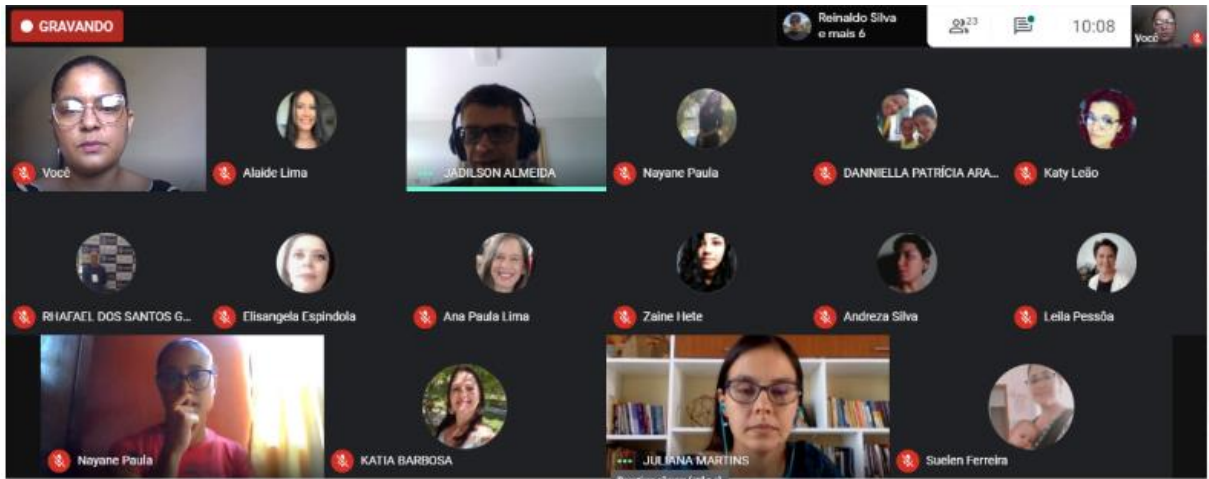 GRAVANDO
Reinaldo Silva
e mais 6
23
10:08
Você
Você
Alaide Lima
JADILSON ALMEIDA
Nayane Paula
DANNIELLA PATRÍCIA ARA...
Katy Leão
RHAFAEL DOS SANTOS G...
Elisangela Espindola
Ana Paula Lima
Zaine Hete
Andreza Silva
Leila Pessôa
Nayane Paula
KATIA BARBOSA
JULIANA MARTINS
Suelen Ferreira